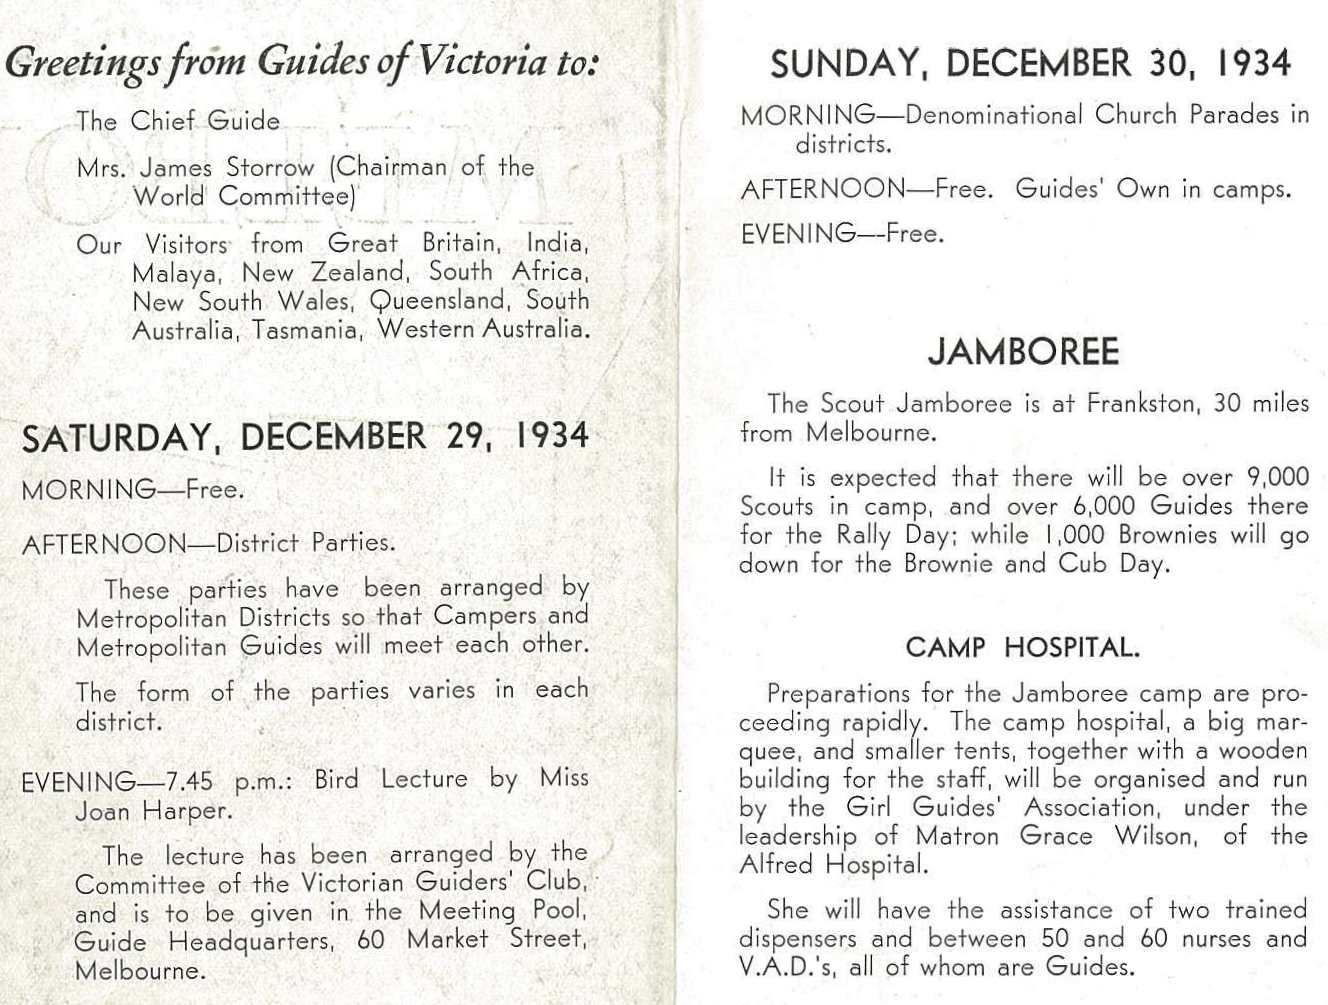 Greetings from Guides of Victoria to:
The Chief Guide
Mrs. James Storrow (Chairman of the
World Committee)
Our Visitors from Great Britain, India,
Malaya, New Zealand, South Africa,
New South Wales, Queensland, South
Australia, Tasmania, Western Australia.
SATURDAY, DECEMBER 29, 1934
MORNING—Free.
AFTERNOON—District Parties.
These parties have been arranged by
Metropolitan Districts so that Campers and
Metropolitan Guides will meet each other.
The form of the parties varies in each
district.
EVENING—7.45 p.m.: Bird Lecture by Miss
Joan Harper.
The lecture has been arranged by the
Committee of the Victorian Guiders' Club,
and is to be given in the Meeting Pool,
Guide Headquarters, 60 Market Street,
Melbourne.
SUNDAY, DECEMBER 30, 1934
MORNING—Denominational Church Parades in
districts.
AFTERNOON—Free. Guides' Own in camps.
EVENING—-Free.
JAMBOREE
The Scout Jamboree is at Frankston, 30 miles
from Melbourne.
It is expected that there will be over 9,000
Scouts in camp, and over 6,000 Guides there
for the Rally Day; while 1,000 Brownies will go
down for the Brownie and Cub Day.
CAMP HOSPITAL.
Preparations for the Jamboree camp are pro-
ceeding rapidly. The camp hospital, a big mar-
quee, and smaller tents, together with a wooden
building for the staff, will be organised and run
by the Girl Guides' Association, under the
leadership of Matron Grace Wilson, of the
Alfred Hospital.
She will have the assistance of two trained
dispensers and between 50 and 60 nurses and
V.A.D.'s, all of whom are Guides.